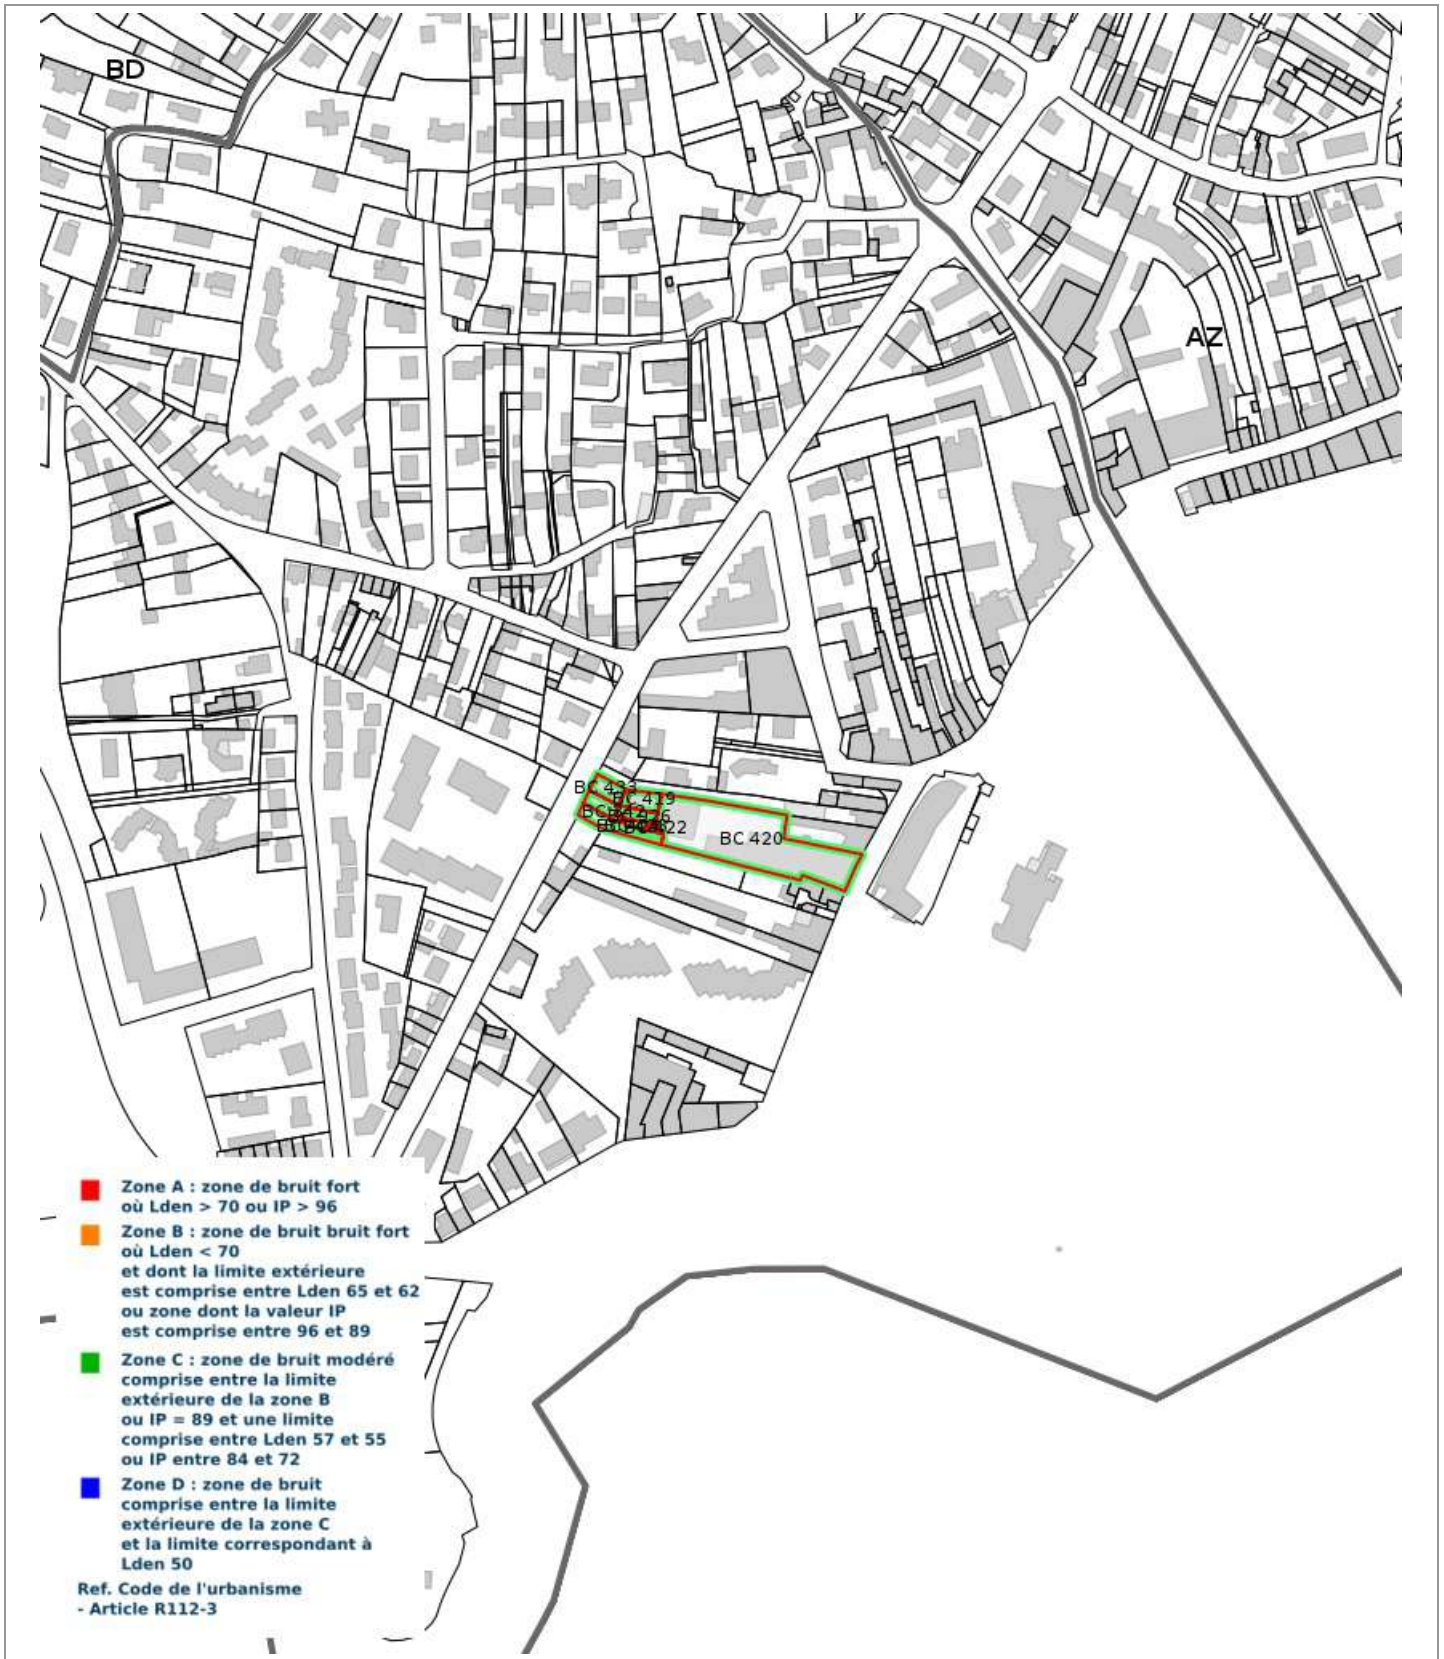 BD
AZ
BC 433
BC 419
BC 420
Zone A : zone de bruit fort
où Lden > 70 ou IP > 96
Zone B : zone de bruit bruit fort
où Lden < 70
et dont la limite extérieure
est comprise entre Lden 65 et 62
ou zone dont la valeur IP
est comprise entre 96 et 89
Zone C : zone de bruit modéré
comprise entre la limite
extérieure de la zone B
ou IP = 89 et une limite
comprise entre Lden 57 et 55
ou IP entre 84 et 72
Zone D : zone de bruit
comprise entre la limite
extérieure de la zone C
et la limite correspondant à
Lden 50
Ref. Code de l'urbanisme
- Article R112-3